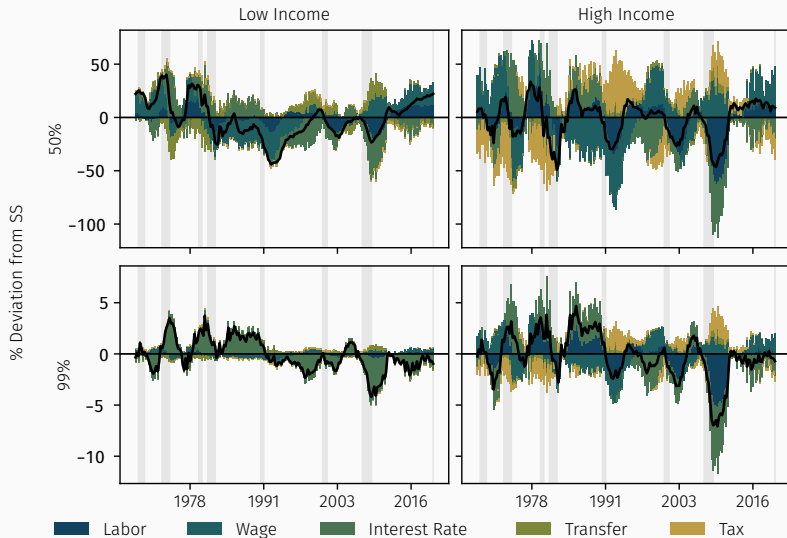 Low Income
High Income
% Deviation from SS
50%
50
0
−50
−100
99%
5
0
−5
−10
1978
1991
2003
2016
1978
1991
2003
2016
Labor
Wage
Interest Rate
Transfer
Tax